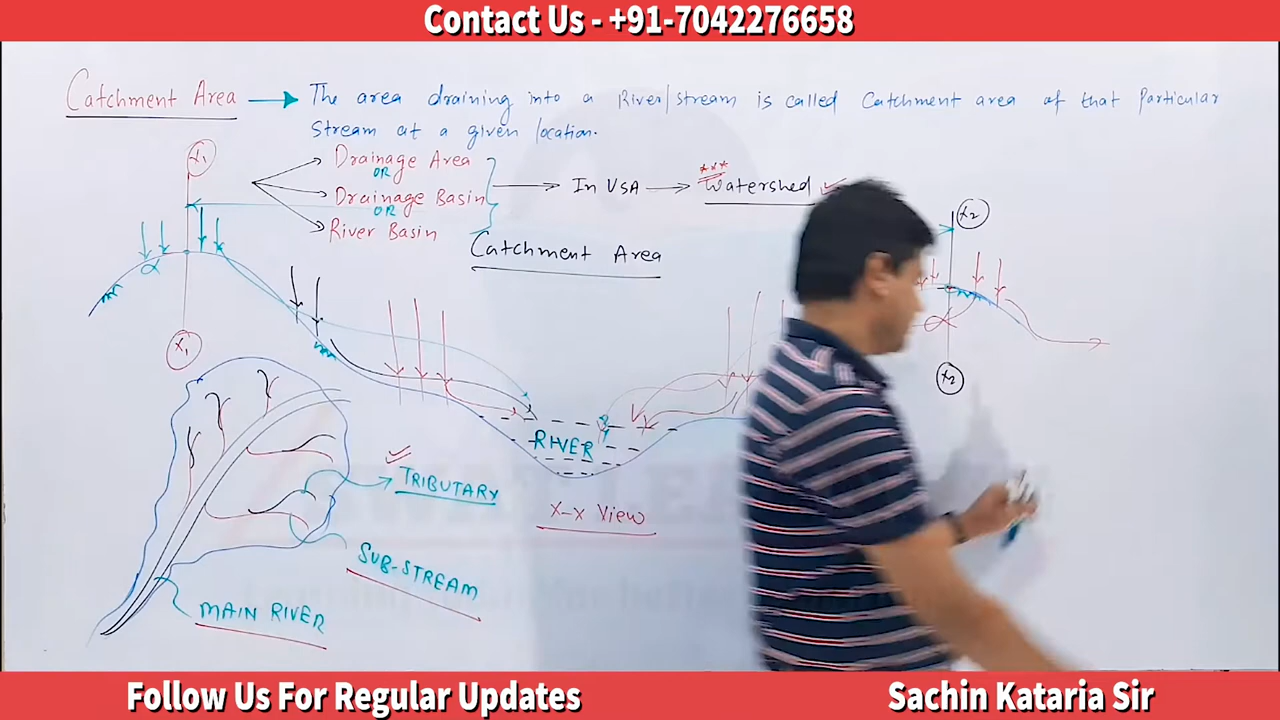 Contact Us - +91-7042276658
Catchment Area → The area draining into a River/stream is called Catchment area of that Particular
Stream at a given location.
X1
Drainage Area
OR
Drainage Basin
OR
River Basin
In USA → Watershed
Catchment Area
X2
α
X1
X2
RIVER
TRIBUTARY
X-X View
SUB-STREAM
MAIN RIVER
Follow Us For Regular Updates
Sachin Kataria Sir